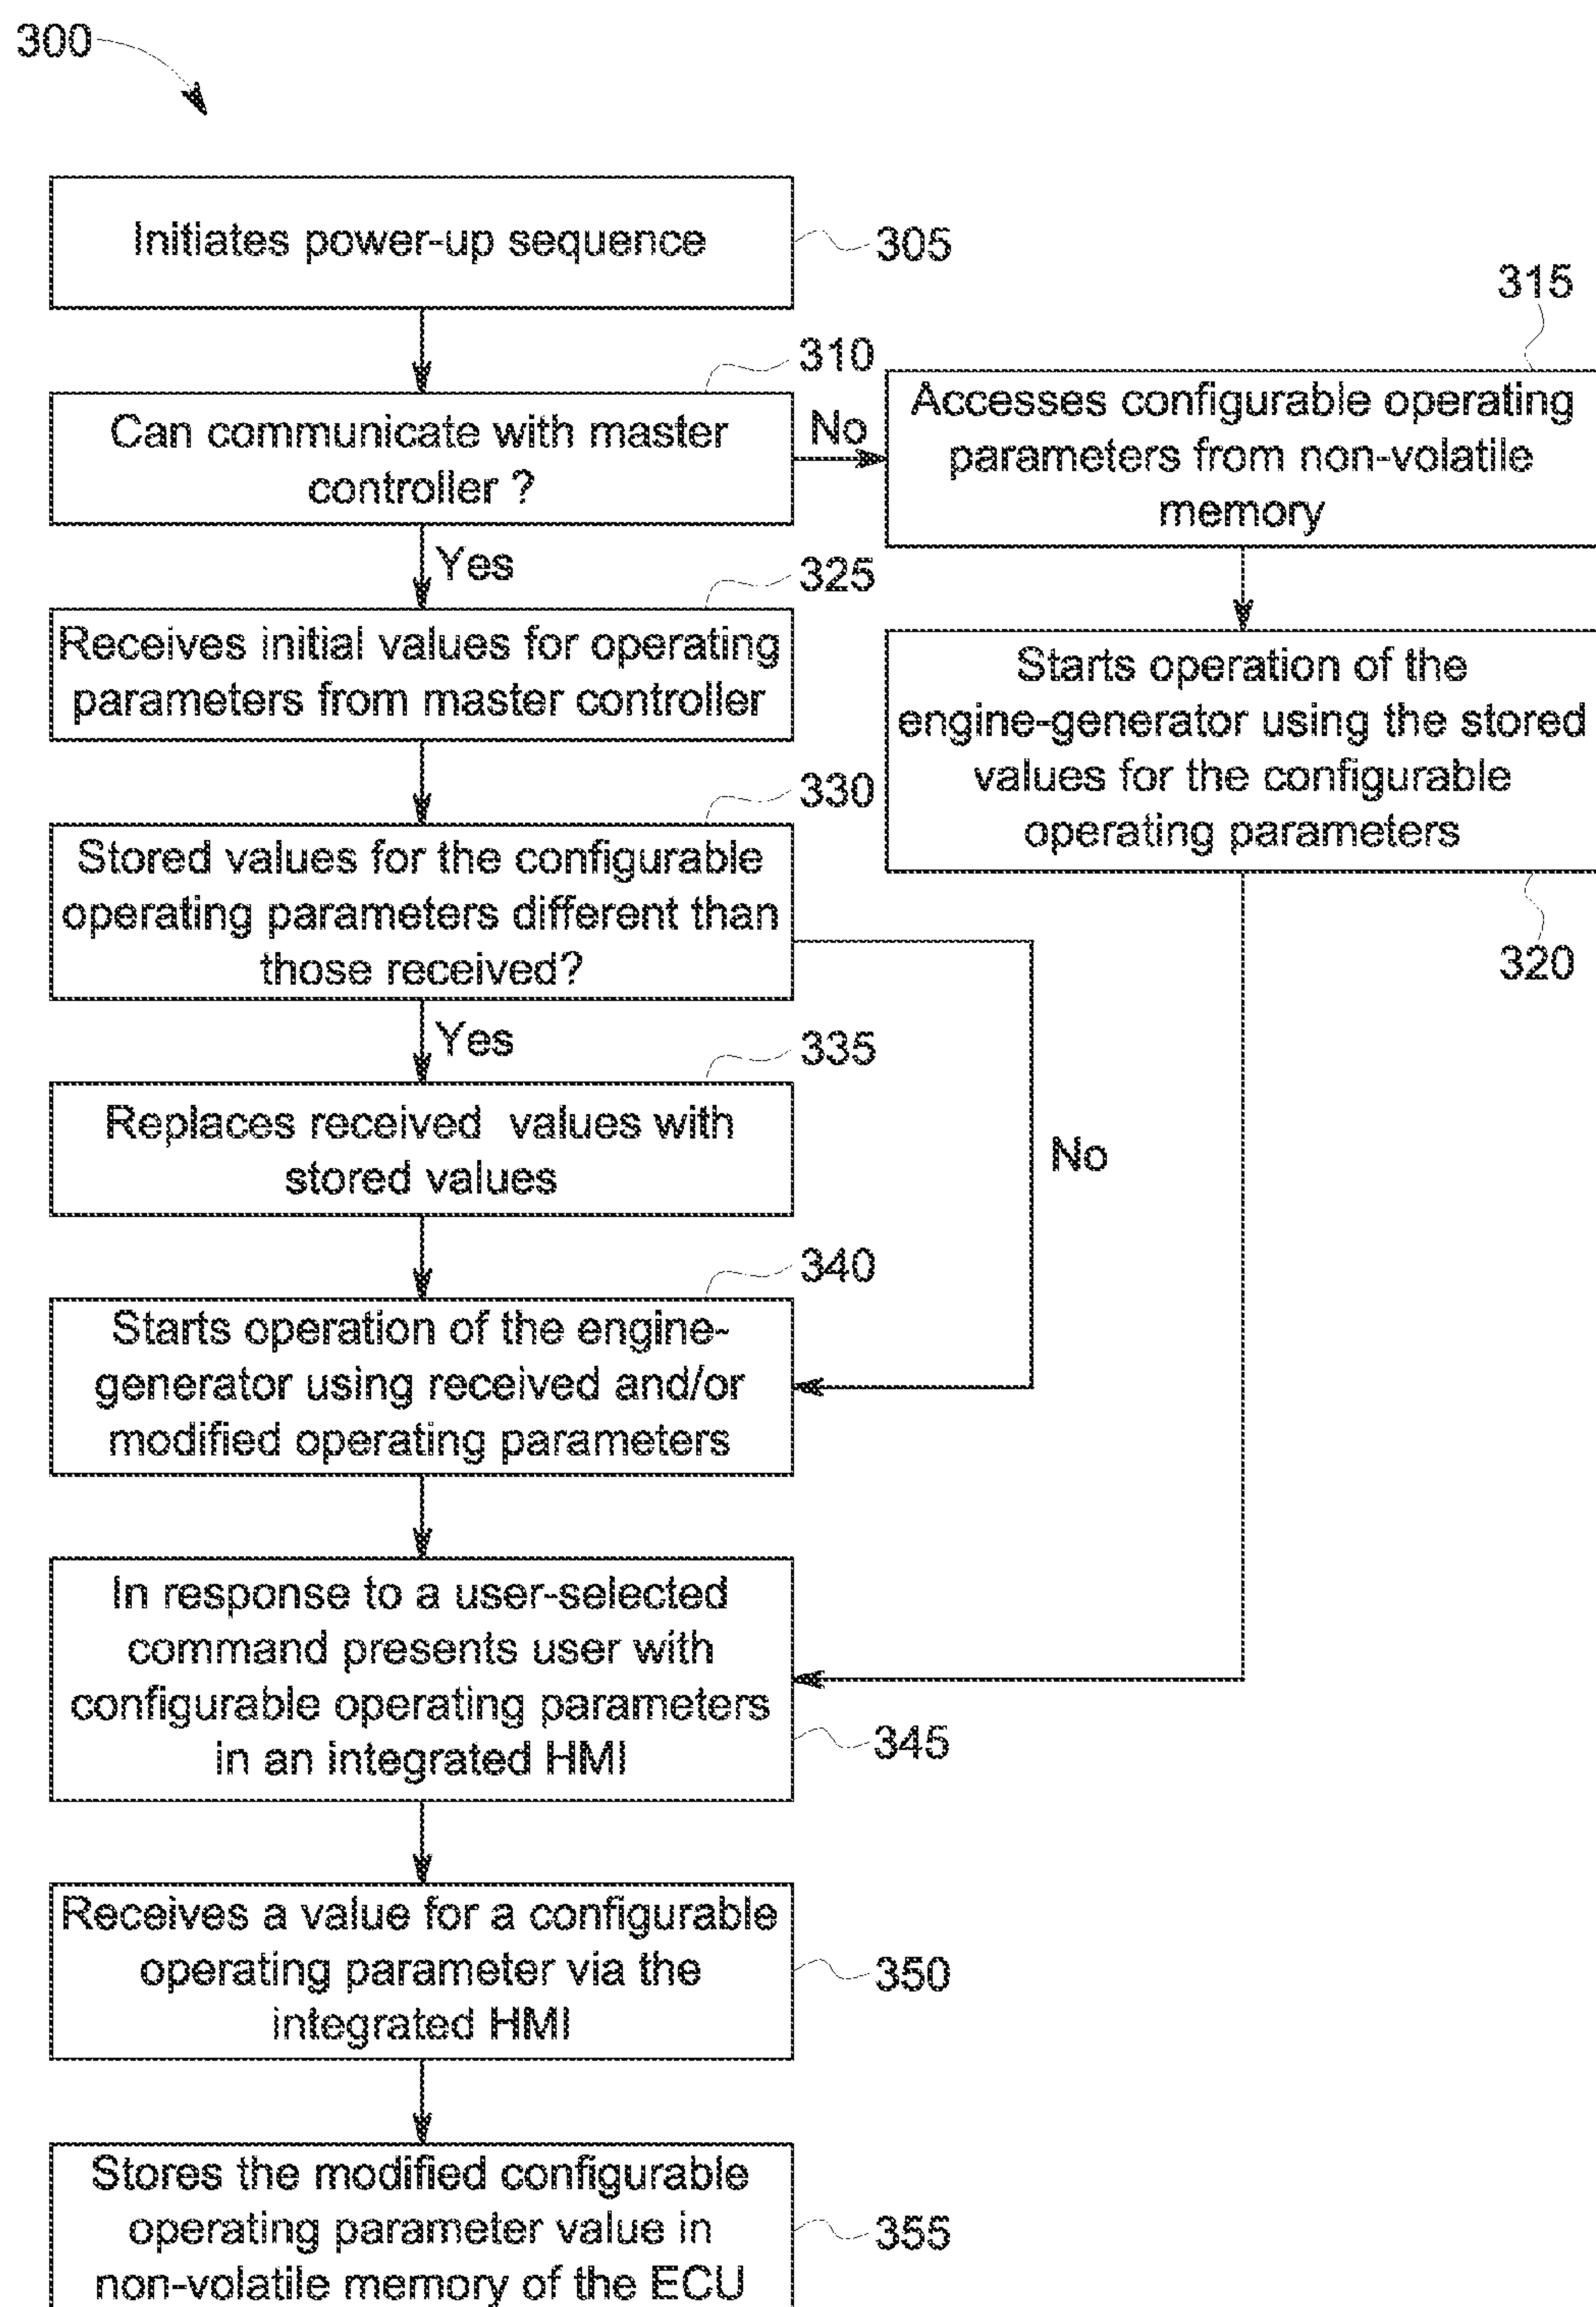 300
Initiates power-up sequence
305
310
315
Can communicate with master
controller ?
No
Accesses configurable operating
parameters from non-volatile
memory
Yes
325
Receives initial values for operating
parameters from master controller
Starts operation of the
engine-generator using the stored
values for the configurable
operating parameters
320
330
Stored values for the configurable
operating parameters different than
those received?
Yes
No
335
Replaces received values with
stored values
340
Starts operation of the engine-
generator using received and/or
modified operating parameters
In response to a user-selected
command presents user with
configurable operating parameters
in an integrated HMI
345
Receives a value for a configurable
operating parameter via the
integrated HMI
350
Stores the modified configurable
operating parameter value in
non-volatile memory of the ECU
355